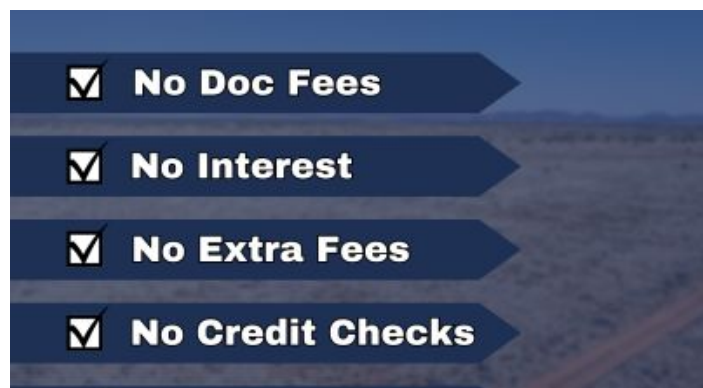 No Doc Fees
No Interest
No Extra Fees
No Credit Checks